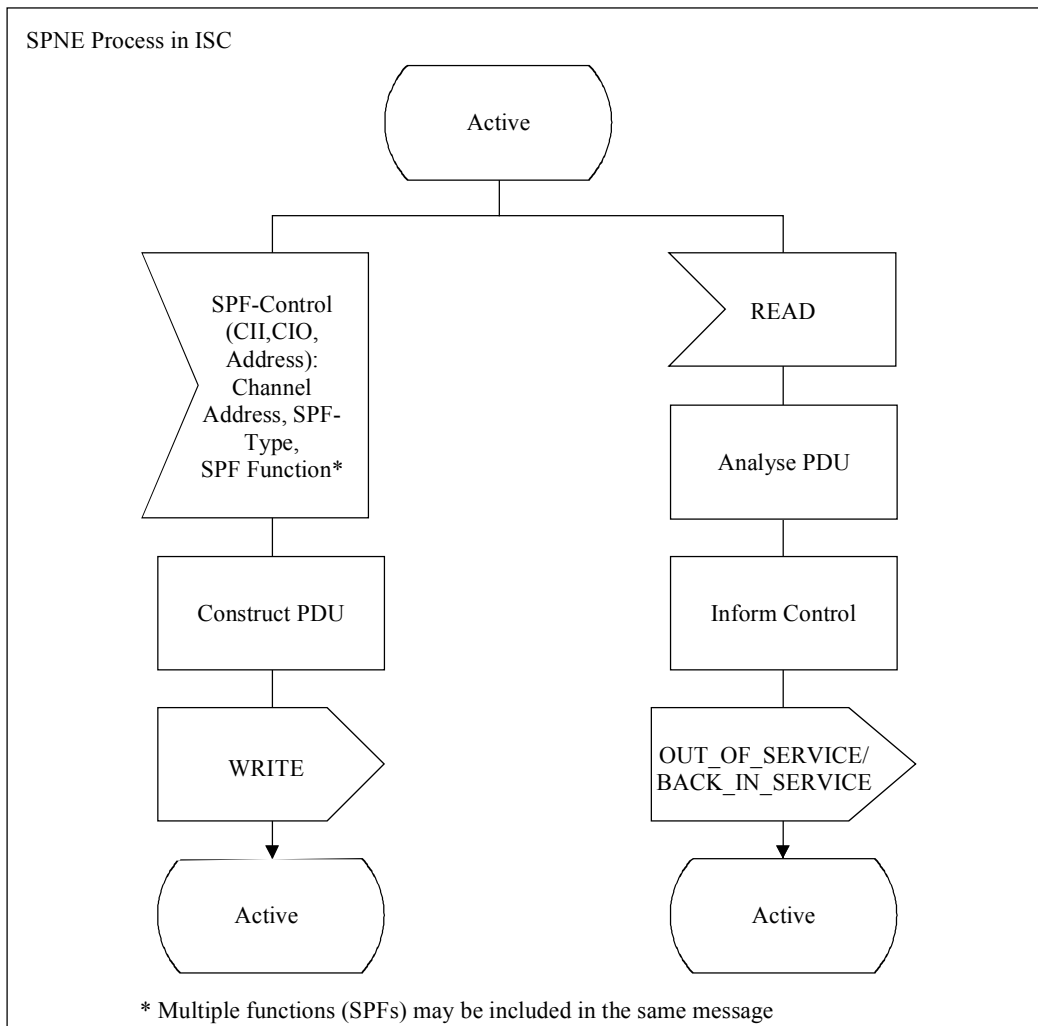 SPNE Process in ISC
Active
SPF-Control
(CII,CIO,
Address):
Channel
Address, SPF-
Type,
SPF Function*
READ
Analyse PDU
Construct PDU
Inform Control
WRITE
OUT_OF_SERVICE/
BACK_IN_SERVICE
Active
Active
* Multiple functions (SPFs) may be included in the same message